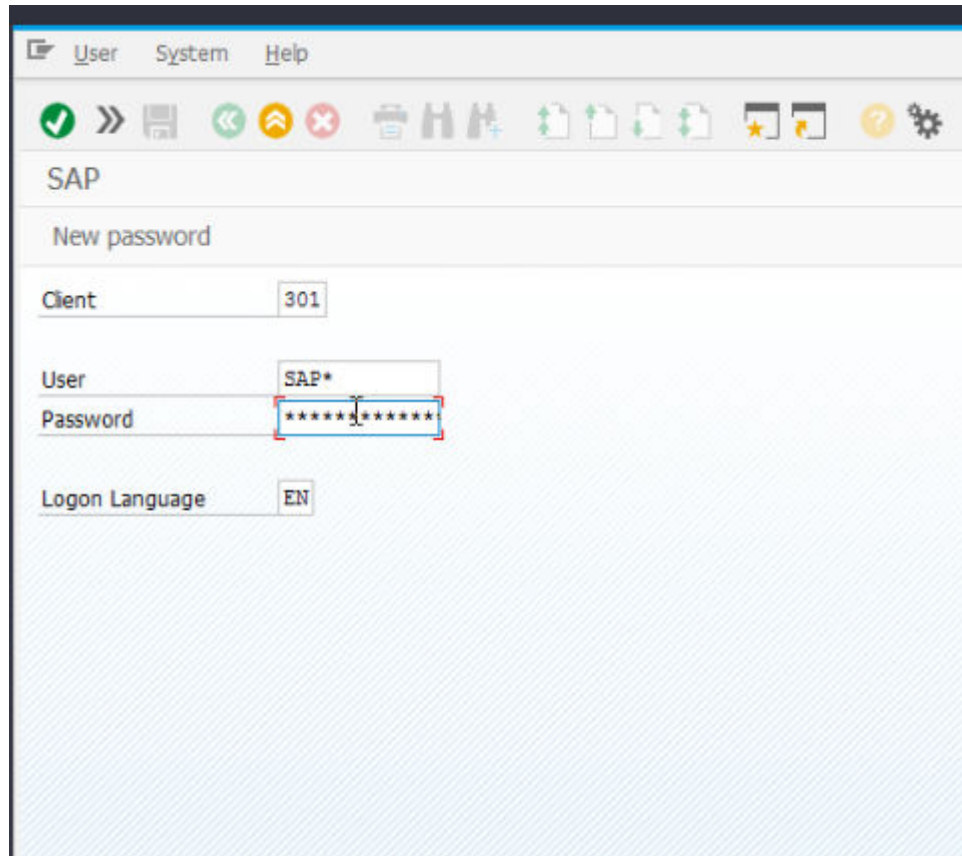 User System Help
SAP
New password
Client 301
User SAP*
Password *************
Logon Language EN